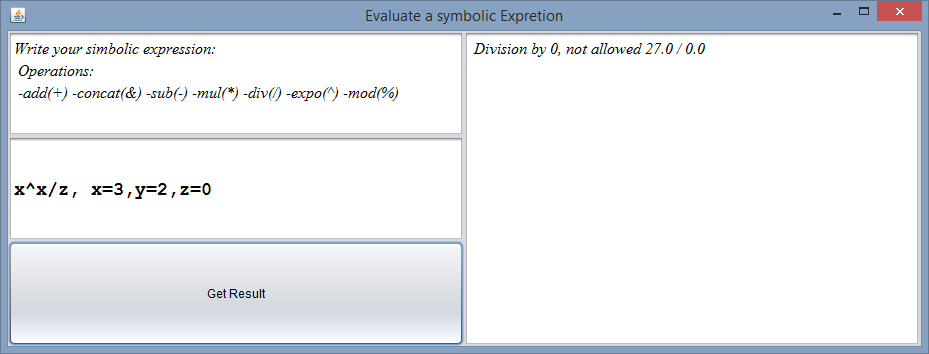 Evaluate a symbolic Expretion
Write your simbolic expression:
Operations:
-add(+) -concat(&) -sub(-) -mul(*) -div(/) -expo(^) -mod(%)
x^x/z, x=3,y=2,z=0
Get Result
Division by 0, not allowed 27.0 / 0.0